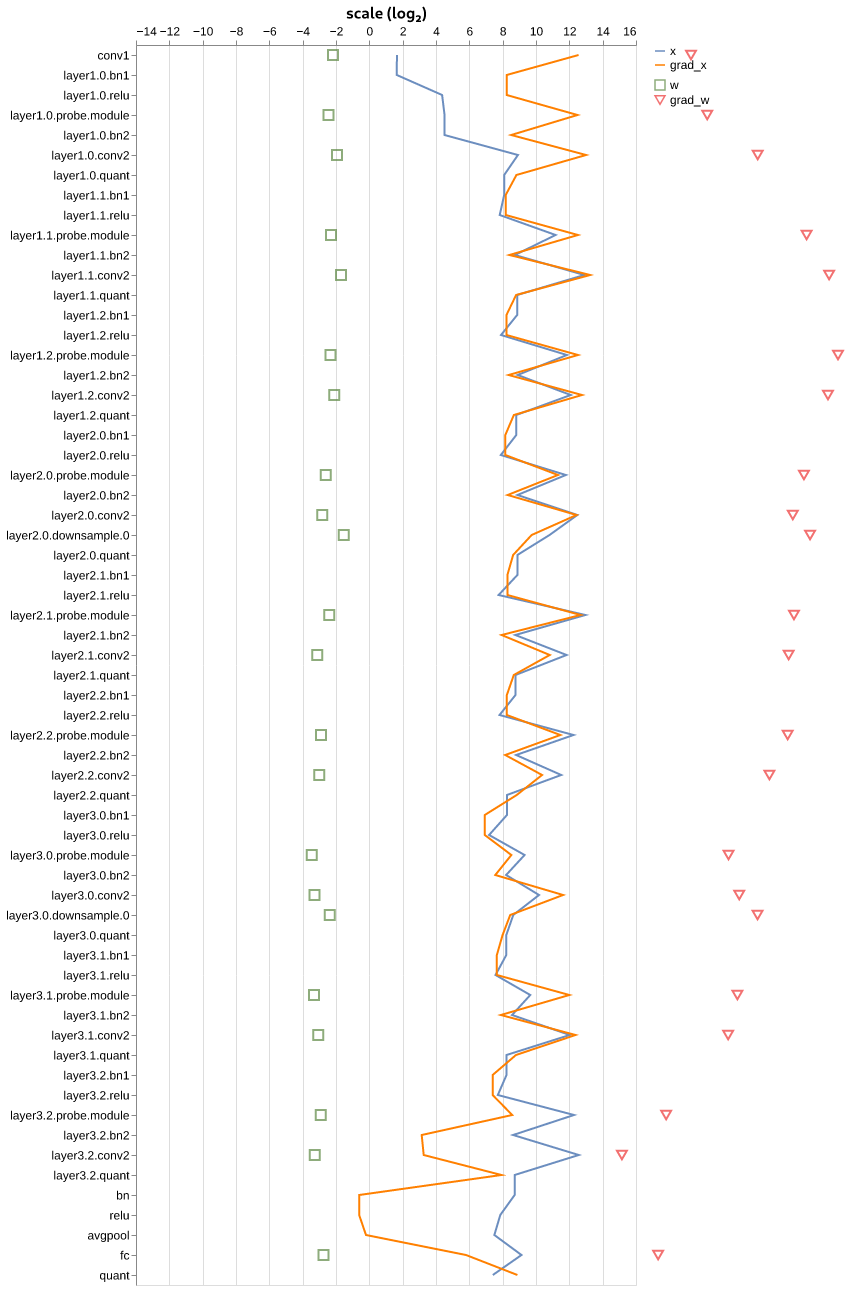 scale (log₂)
−14 −12 −10 −8 −6 −4 −2 0 2 4 6 8 10 12 14 16
conv1
layer1.0.bn1
layer1.0.relu
layer1.0.probe.module
layer1.0.bn2
layer1.0.conv2
layer1.0.quant
layer1.1.bn1
layer1.1.relu
layer1.1.probe.module
layer1.1.bn2
layer1.1.conv2
layer1.1.quant
layer1.2.bn1
layer1.2.relu
layer1.2.probe.module
layer1.2.bn2
layer1.2.conv2
layer1.2.quant
layer2.0.bn1
layer2.0.relu
layer2.0.probe.module
layer2.0.bn2
layer2.0.conv2
layer2.0.downsample.0
layer2.0.quant
layer2.1.bn1
layer2.1.relu
layer2.1.probe.module
layer2.1.bn2
layer2.1.conv2
layer2.1.quant
layer2.2.bn1
layer2.2.relu
layer2.2.probe.module
layer2.2.bn2
layer2.2.conv2
layer2.2.quant
layer3.0.bn1
layer3.0.relu
layer3.0.probe.module
layer3.0.bn2
layer3.0.conv2
layer3.0.downsample.0
layer3.0.quant
layer3.1.bn1
layer3.1.relu
layer3.1.probe.module
layer3.1.bn2
layer3.1.conv2
layer3.1.quant
layer3.2.bn1
layer3.2.relu
layer3.2.probe.module
layer3.2.bn2
layer3.2.conv2
layer3.2.quant
bn
relu
avgpool
fc
quant
x
grad_x
w
grad_w